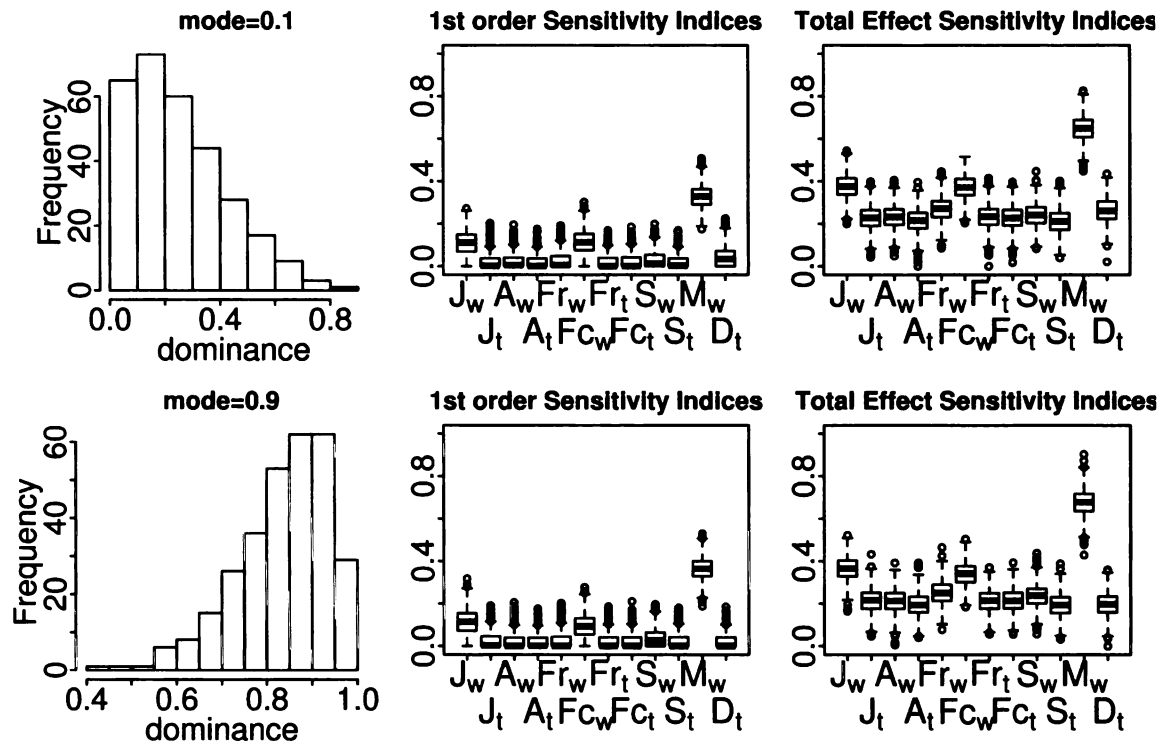 mode=0.1
Frequency
0 20 40 60
0.0 0.4 0.8
dominance
1st order Sensitivity Indices
0.0 0.4 0.8
Jw Aw Frw Frt Sw Mw
Jt At Fcw Fct St Dt
Total Effect Sensitivity Indices
0.0 0.4 0.8
Jw Aw Frw Frt Sw Mw
Jt At Fcw Fct St Dt
mode=0.9
Frequency
0 20 40 60
0.4 0.6 0.8 1.0
dominance
1st order Sensitivity Indices
0.0 0.4 0.8
Jw Aw Frw Frt Sw Mw
Jt At Fcw Fct St Dt
Total Effect Sensitivity Indices
0.0 0.4 0.8
Jw Aw Frw Frt Sw Mw
Jt At Fcw Fct St Dt